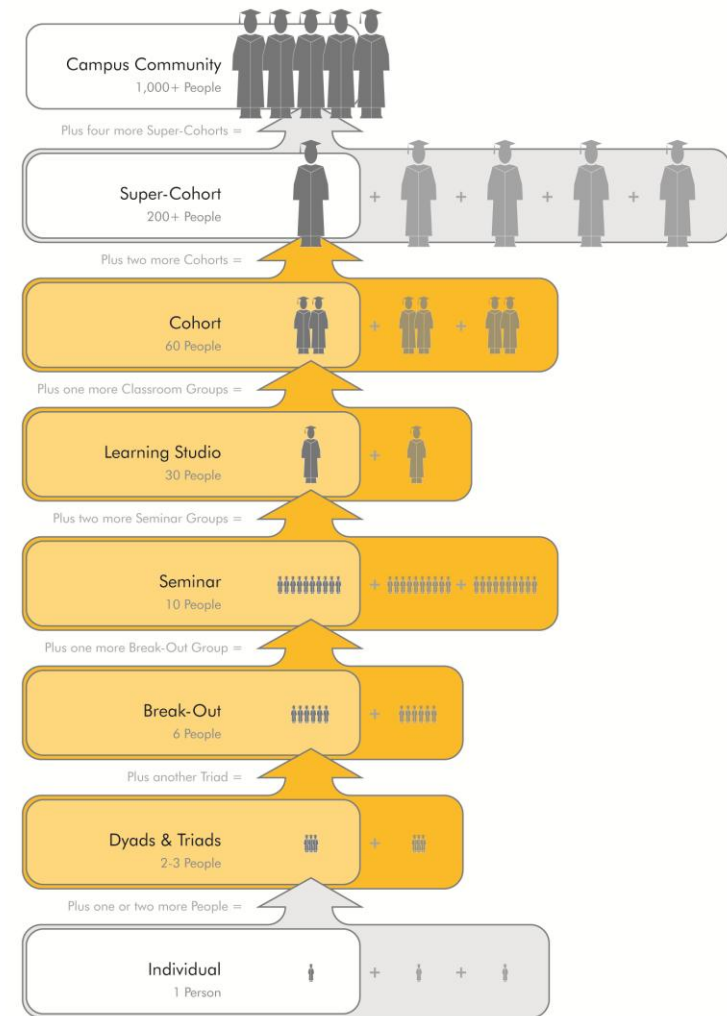 Campus Community
1,000+ People
Plus four more Super-Cohorts =
Super-Cohort
200+ People
+ + + + +
Plus two more Cohorts =
Cohort
60 People
+ +
Plus one more Classroom Groups =
Learning Studio
30 People
+
Plus two more Seminar Groups =
Seminar
10 People
+ +
Plus one more Break-Out Group =
Break-Out
6 People
+
Plus another Triad =
Dyads & Triads
2-3 People
+
Plus one or two more People =
Individual
1 Person
+ +